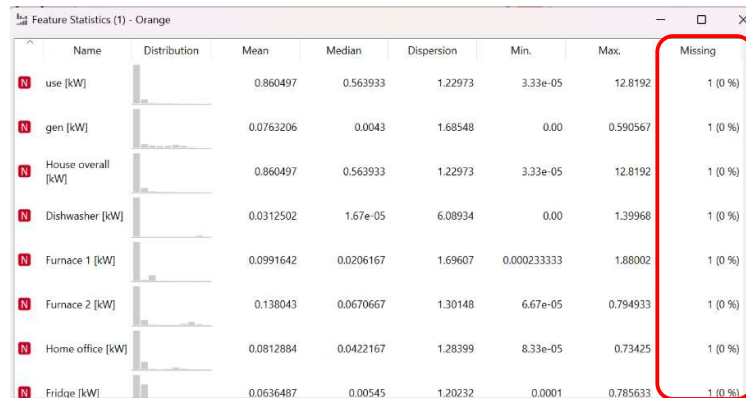 Feature Statistics (1) - Orange
Name Distribution Mean Median Dispersion Min. Max. Missing
N use [kW] 0.860497 0.563933 1.22973 3.33e-05 12.8192 1 (0 %)
N gen [kW] 0.0763206 0.0043 1.68548 0.00 0.590567 1 (0 %)
N House overall [kW] 0.860497 0.563933 1.22973 3.33e-05 12.8192 1 (0 %)
N Dishwasher [kW] 0.0312502 1.67e-05 6.08934 0.00 1.39968 1 (0 %)
N Furnace 1 [kW] 0.0991642 0.0206167 1.69607 0.000233333 1.88002 1 (0 %)
N Furnace 2 [kW] 0.138043 0.0670667 1.30148 6.67e-05 0.794933 1 (0 %)
N Home office [kW] 0.0812884 0.0422167 1.28399 8.33e-05 0.73425 1 (0 %)
N Fridge [kW] 0.0636487 0.00545 1.20232 0.0001 0.785633 1 (0 %)